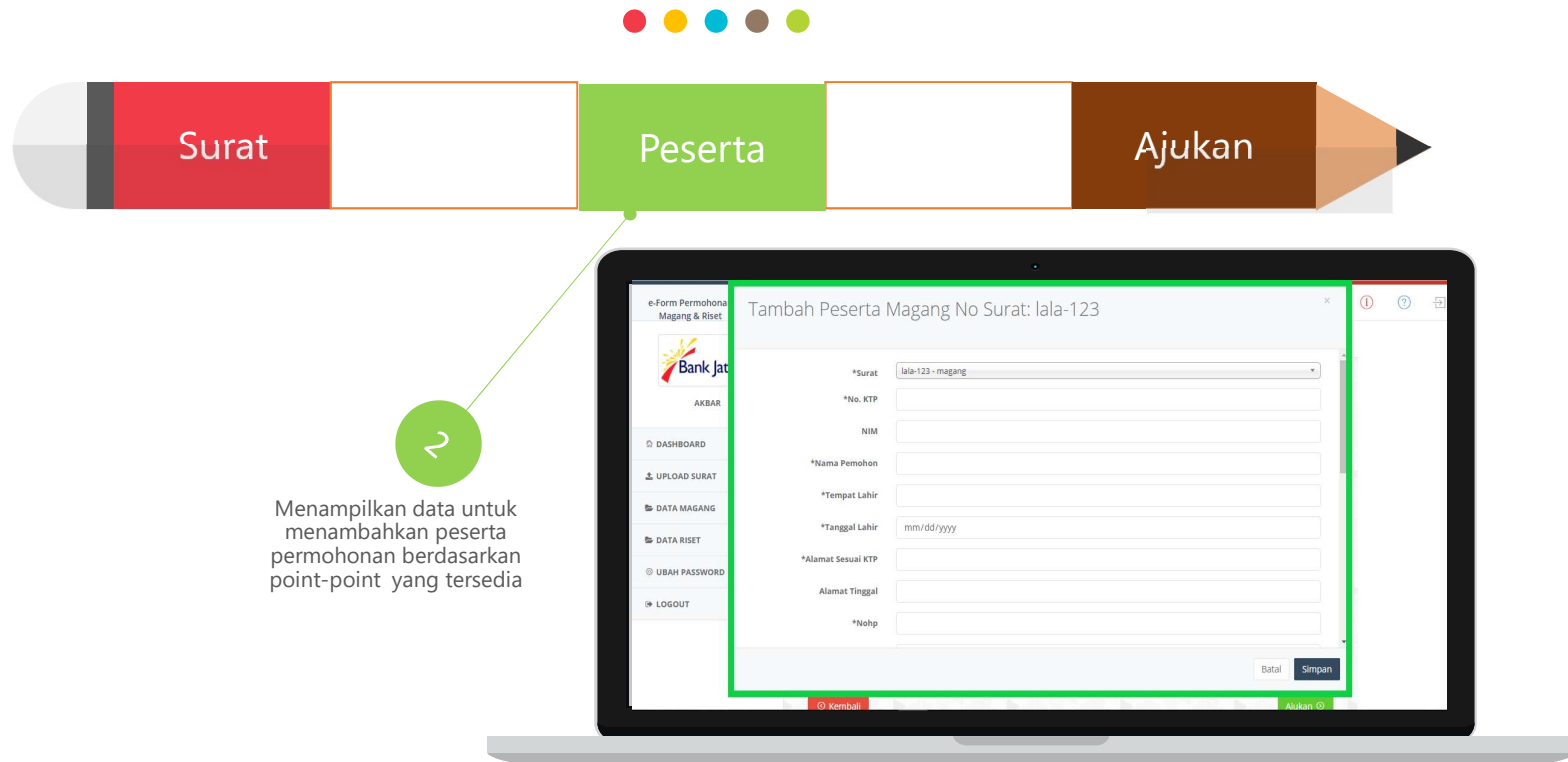 Surat
Peserta
Ajukan
2
Menampilkan data untuk
menambahkan peserta
permohonan berdasarkan
point-point yang tersedia
e-Form Permohona
Magang & Riset
Bank Jat
AKBAR
DASHBOARD
UPLOAD SURAT
DATA MAGANG
DATA RISET
UBAH PASSWORD
LOGOUT
Tambah Peserta Magang No Surat: lala-123
×
*Surat lala-123 - magang
*No. KTP
NIM
*Nama Pemohon
*Tempat Lahir
*Tanggal Lahir mm/dd/yyyy
*Alamat Sesuai KTP
Alamat Tinggal
*Nohp
Batal Simpan
Kembali
Ajukan